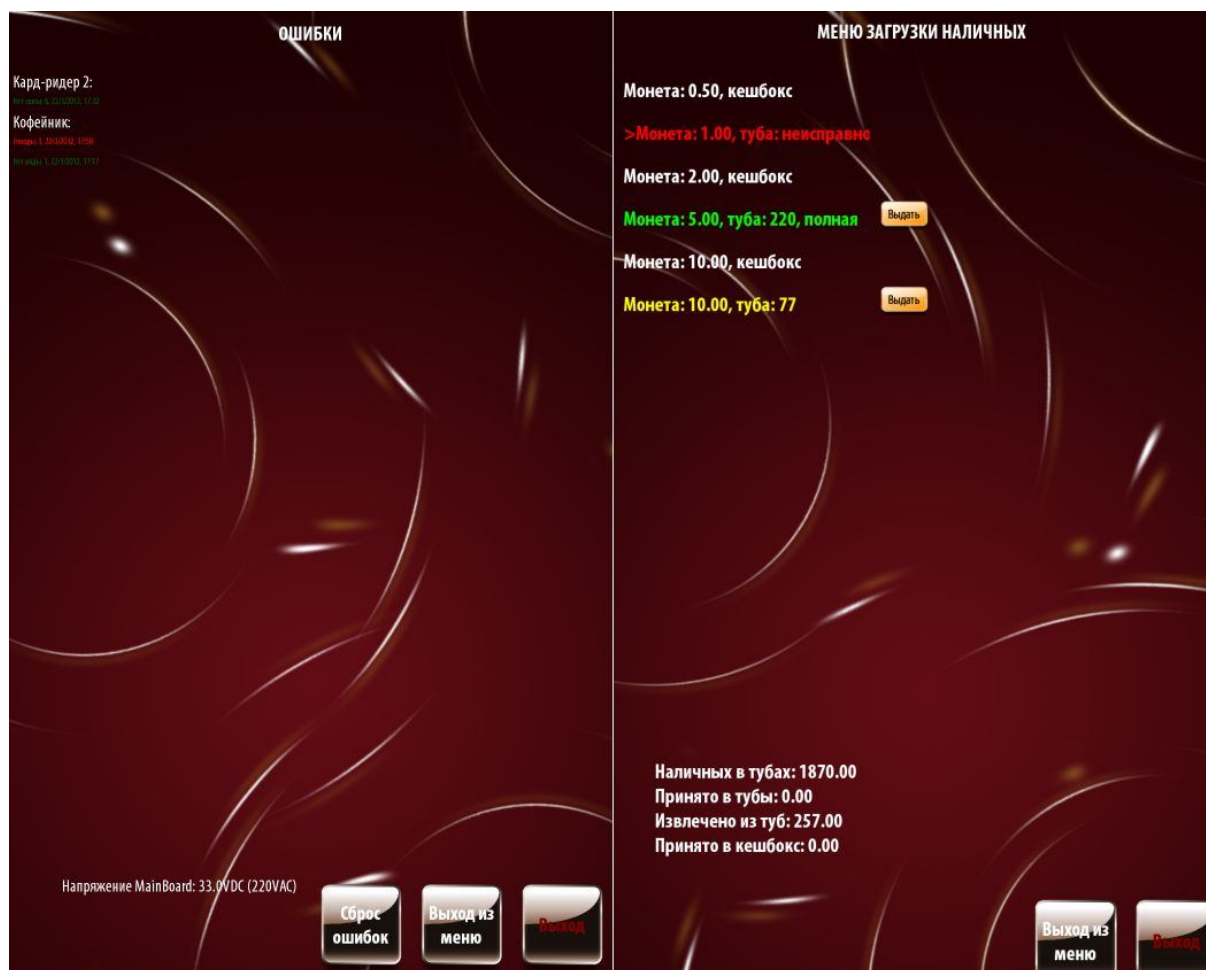 ОШИБКИ
Кард-ридер 2:
Кофейник:
Напряжение MainBoard: 33.0VDC (220VAC)
Сброс
ошибок
Выход из
меню
Выход
МЕНЮ ЗАГРУЗКИ НАЛИЧНЫХ
Монета: 0.50, кешбокс
>Монета: 1.00, туба: неисправно
Монета: 2.00, кешбокс
Монета: 5.00, туба: 220, полная
Выдать
Монета: 10.00, кешбокс
Монета: 10.00, туба: 77
Выдать
Наличных в тубах: 1870.00
Принято в тубы: 0.00
Извлечено из туб: 257.00
Принято в кешбокс: 0.00
Выход из
меню
Выход